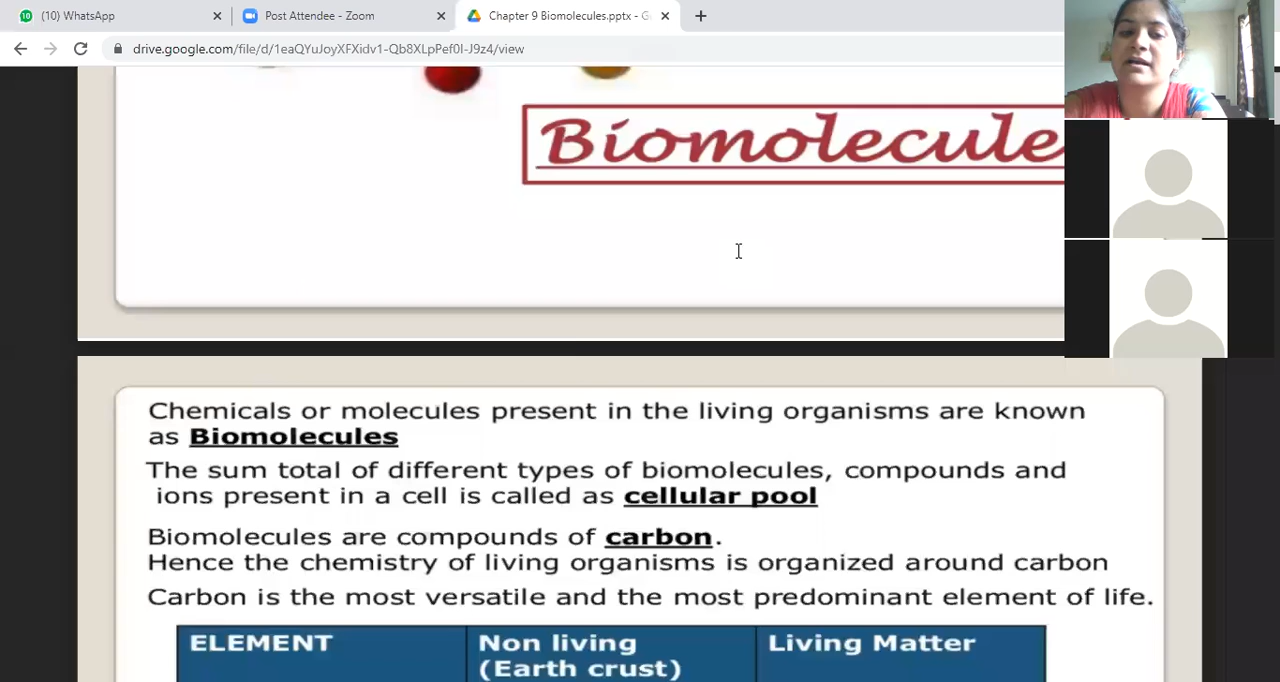 (10) WhatsApp
Post Attendee - Zoom
Chapter 9 Biomolecules.pptx - G
drive.google.com/file/d/1eaQYuJoyXFXidv1-Qb8XLpPef0I-J9z4/view
Biomolecule
Chemicals or molecules present in the living organisms are known
as Biomolecules
The sum total of different types of biomolecules, compounds and
ions present in a cell is called as cellular pool
Biomolecules are compounds of carbon.
Hence the chemistry of living organisms is organized around carbon
Carbon is the most versatile and the most predominant element of life.
ELEMENT
Non living
(Earth crust)
Living Matter